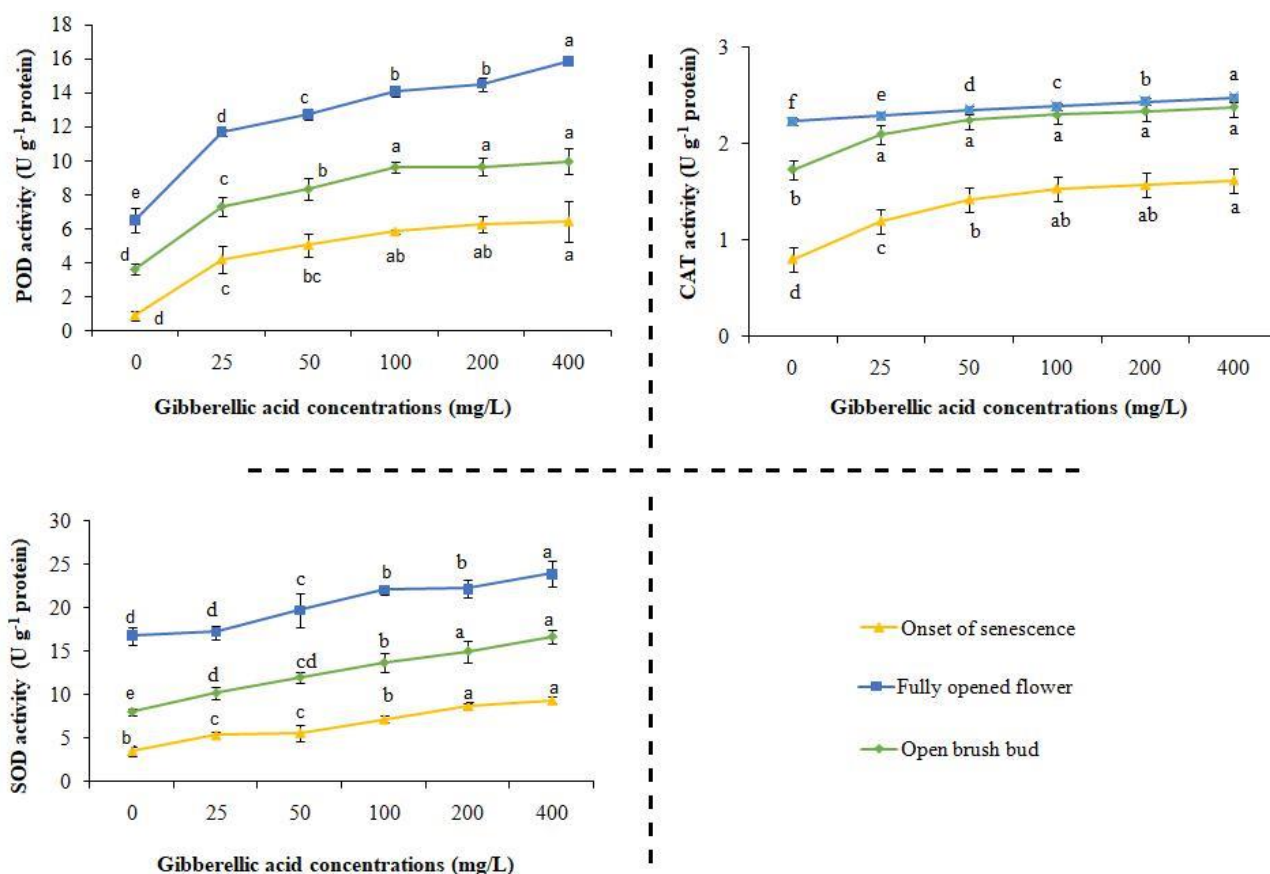 18
16
14
12
10
8
6
4
2
0
POD activity (U g⁻¹ protein)
e d c b b a
d c b a a a
d c bc ab ab a
0 25 50 100 200 400
Gibberellic acid concentrations (mg/L)
3
2
1
0
CAT activity (U g⁻¹ protein)
f e d c b a
b a a a a a
d c b ab ab a
0 25 50 100 200 400
Gibberellic acid concentrations (mg/L)
30
25
20
15
10
5
0
SOD activity (U g⁻¹ protein)
d d c b b a
e d cd b a a
b c c b a a
0 25 50 100 200 400
Gibberellic acid concentrations (mg/L)
Onset of senescence
Fully opened flower
Open brush bud